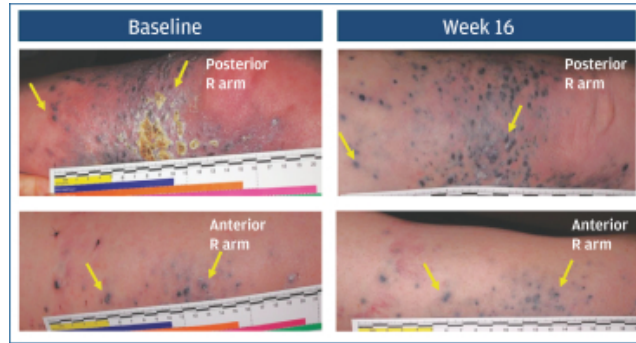 Baseline
Week 16
Posterior
R arm
Posterior
R arm
Anterior
R arm
Anterior
R arm